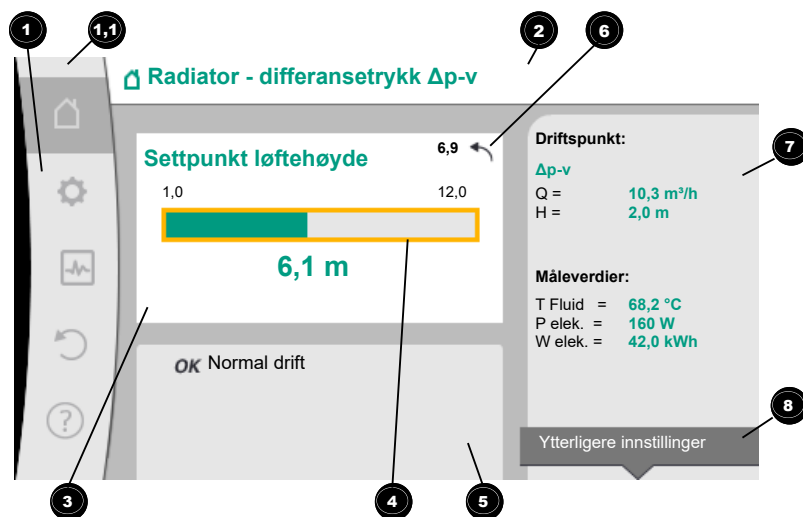 1
1,1
2
6
Radiator - differansetrykk Δp-v
Settpunkt løftehøyde
6,9
1,0
12,0
6,1 m
OK Normal drift
Driftspunkt:
Δp-v
Q = 10,3 m³/h
H = 2,0 m
Måleverdier:
T Fluid = 68,2 °C
P elek. = 160 W
W elek. = 42,0 kWh
Ytterligere innstillinger
7
8
?
3
4
5